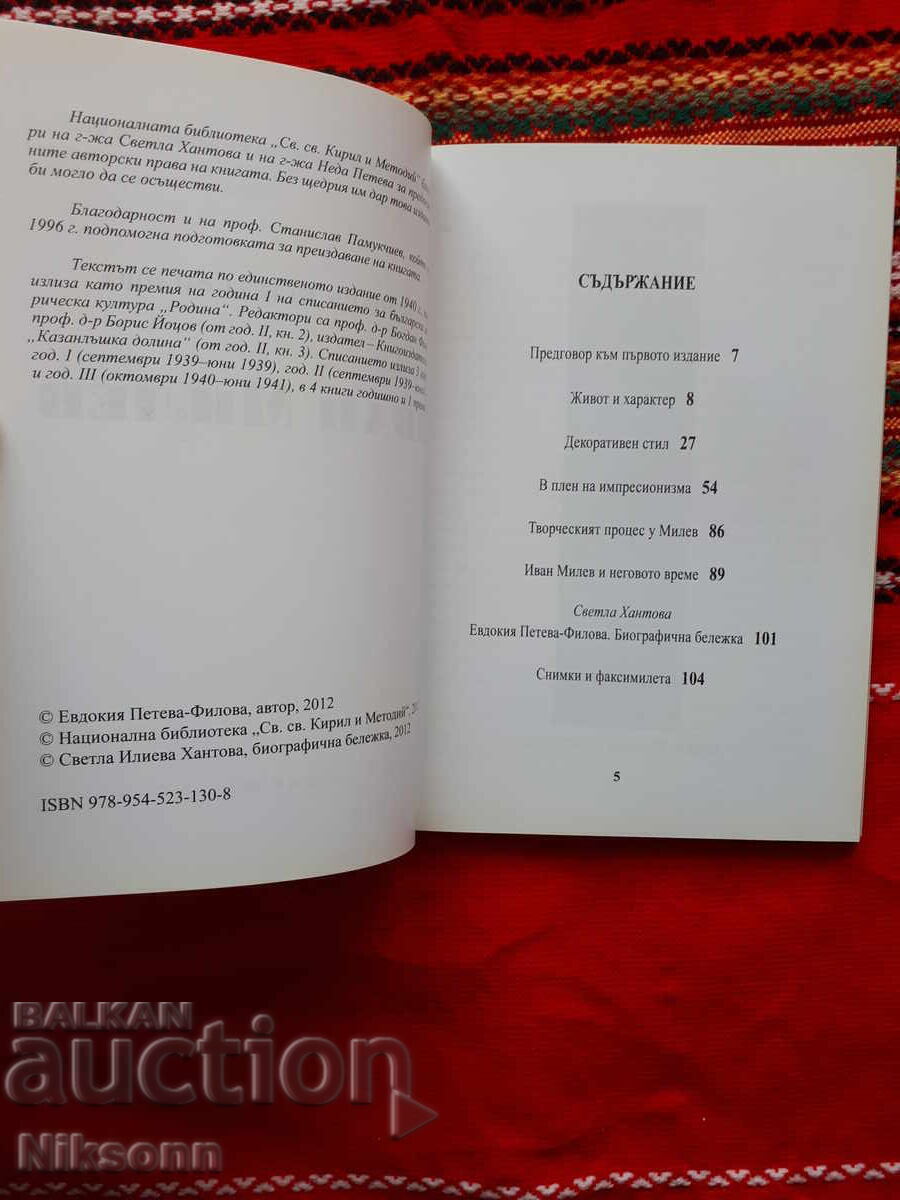 Националната библиотека „Св. св. Кирил и Методий“
ри на г-жа Светла Хантова и на г-жа Неда Петева за
ните авторски права на книгата. Без щедрия им дар това
би могло да се осъществи.
Благодарност и на проф. Станислав Памукчиев, който
1996 г. подпомогна подготовката за преиздаване на книгата.
Текстът се печата по единственото издание от 1940 г.
излиза като премия на година I на списанието за българска
рическа култура „Родина“. Редактори са проф. д-р Богдан
проф. д-р Борис Йоцов (от год. II, кн. 2), издател – Книгоиздат
„Казанлъшка долина“ (от год. II, кн. 3). Списанието излиза 3
год. I (септември 1939–юни 1939), год. II (септември 1939–юни
и год. III (октомври 1940–юни 1941), в 4 книги годишно и 1
© Евдокия Петева-Филова, автор, 2012
© Национална библиотека „Св. св. Кирил и Методий“, 2
© Светла Илиева Хантова, биографична бележка, 2012
ISBN 978-954-523-130-8
СЪДЪРЖАНИЕ
Предговор към първото издание 7
Живот и характер 8
Декоративен стил 27
В плен на импресионизма 54
Творческият процес у Милев 86
Иван Милев и неговото време 89
Светла Хантова
Евдокия Петева-Филова. Биографична бележка 101
Снимки и факсимилета 104
5
BALKAN
auction
Niksonn